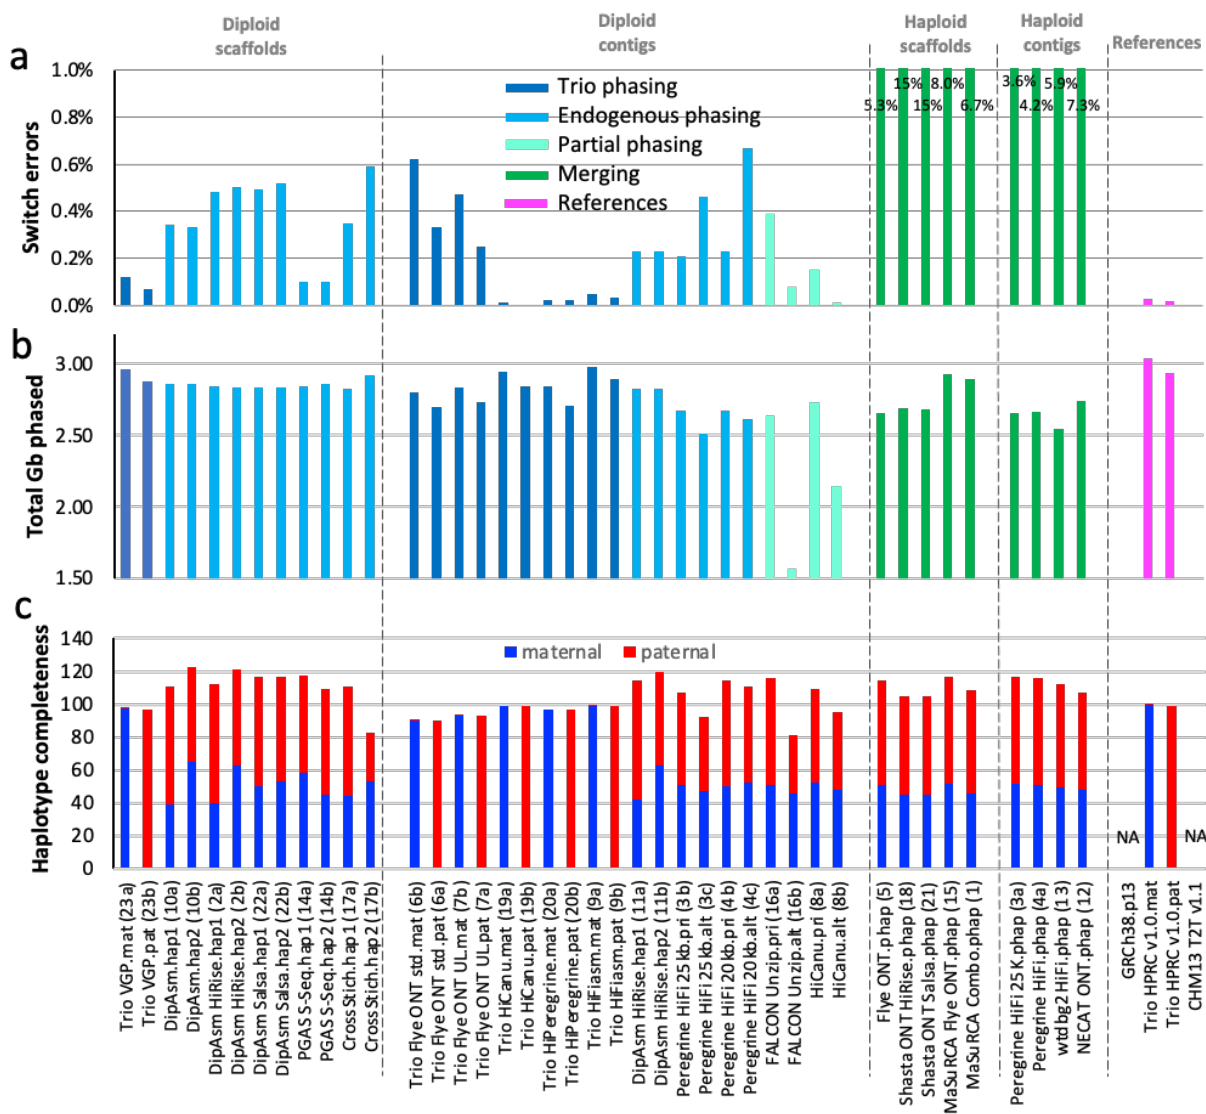 Diploid
scaffolds
Diploid
contigs
Haploid
scaffolds
Haploid
contigs
References
a
Switch errors
1.0%
0.8%
0.6%
0.4%
0.2%
0.0%
Trio phasing
Endogenous phasing
Partial phasing
Merging
References
5.3%
15%
15%
8.0%
6.7%
3.6%
4.2%
5.9%
7.3%
b
Total Gb phased
3.00
2.50
2.00
1.50
c
Haplotype completeness
140
120
100
80
60
40
20
0
maternal
paternal
NA
NA
Trio VGP.mat (23a)
Trio VGP.pat (23b)
DipAsm.hap1 (10a)
DipAsm.hap2 (10b)
DipAsm HiRise.hap1 (2a)
DipAsm HiRise.hap2 (2b)
DipAsm Salsa.hap1 (22a)
DipAsm Salsa.hap2 (22b)
PGAS S-Seq.hap1 (14a)
PGAS S-Seq.hap2 (14b)
CrossStich.hap1 (17a)
CrossStich.hap2 (17b)
Trio Flye ONT std.mat (6b)
Trio Flye ONT std.pat (6a)
Trio Flye ONT UL.mat (7b)
Trio Flye ONT UL.pat (7a)
Trio HiCanu.mat (19a)
Trio HiCanu.pat (19b)
Trio HiPeregrine.mat (20a)
Trio HiPeregrine.pat (20b)
Trio HiFiasm.mat (9a)
Trio HiFiasm.pat (9b)
DipAsm HiRise.hap1 (11a)
DipAsm HiRise.hap2 (11b)
Peregrine HiFi 25 kb.pri (3b)
Peregrine HiFi 25 kb.alt (3c)
Peregrine HiFi 20 kb.pri (4b)
Peregrine HiFi 20 kb.alt (4c)
FALCON Unzip.pri (16a)
FALCON Unzip.alt (16b)
HiCanu.pri (8a)
HiCanu.alt (8b)
Flye ONT.phap (5)
Shasta ONT HiRise.phap (18)
Shasta ONT Salsa.phap (21)
MaSuRCA Flye ONT.phap (15)
MaSuRCA Combo.phap (1)
Peregrine HiFi 25 K.phap (3a)
Peregrine HiFi.phap (4a)
wtdbg2 HiFi.phap (13)
NECAT ONT.phap (12)
GRCh38.p13
Trio HPRC v1.0.mat
Trio HPRC v1.0.pat
CHM13 T2T v1.1